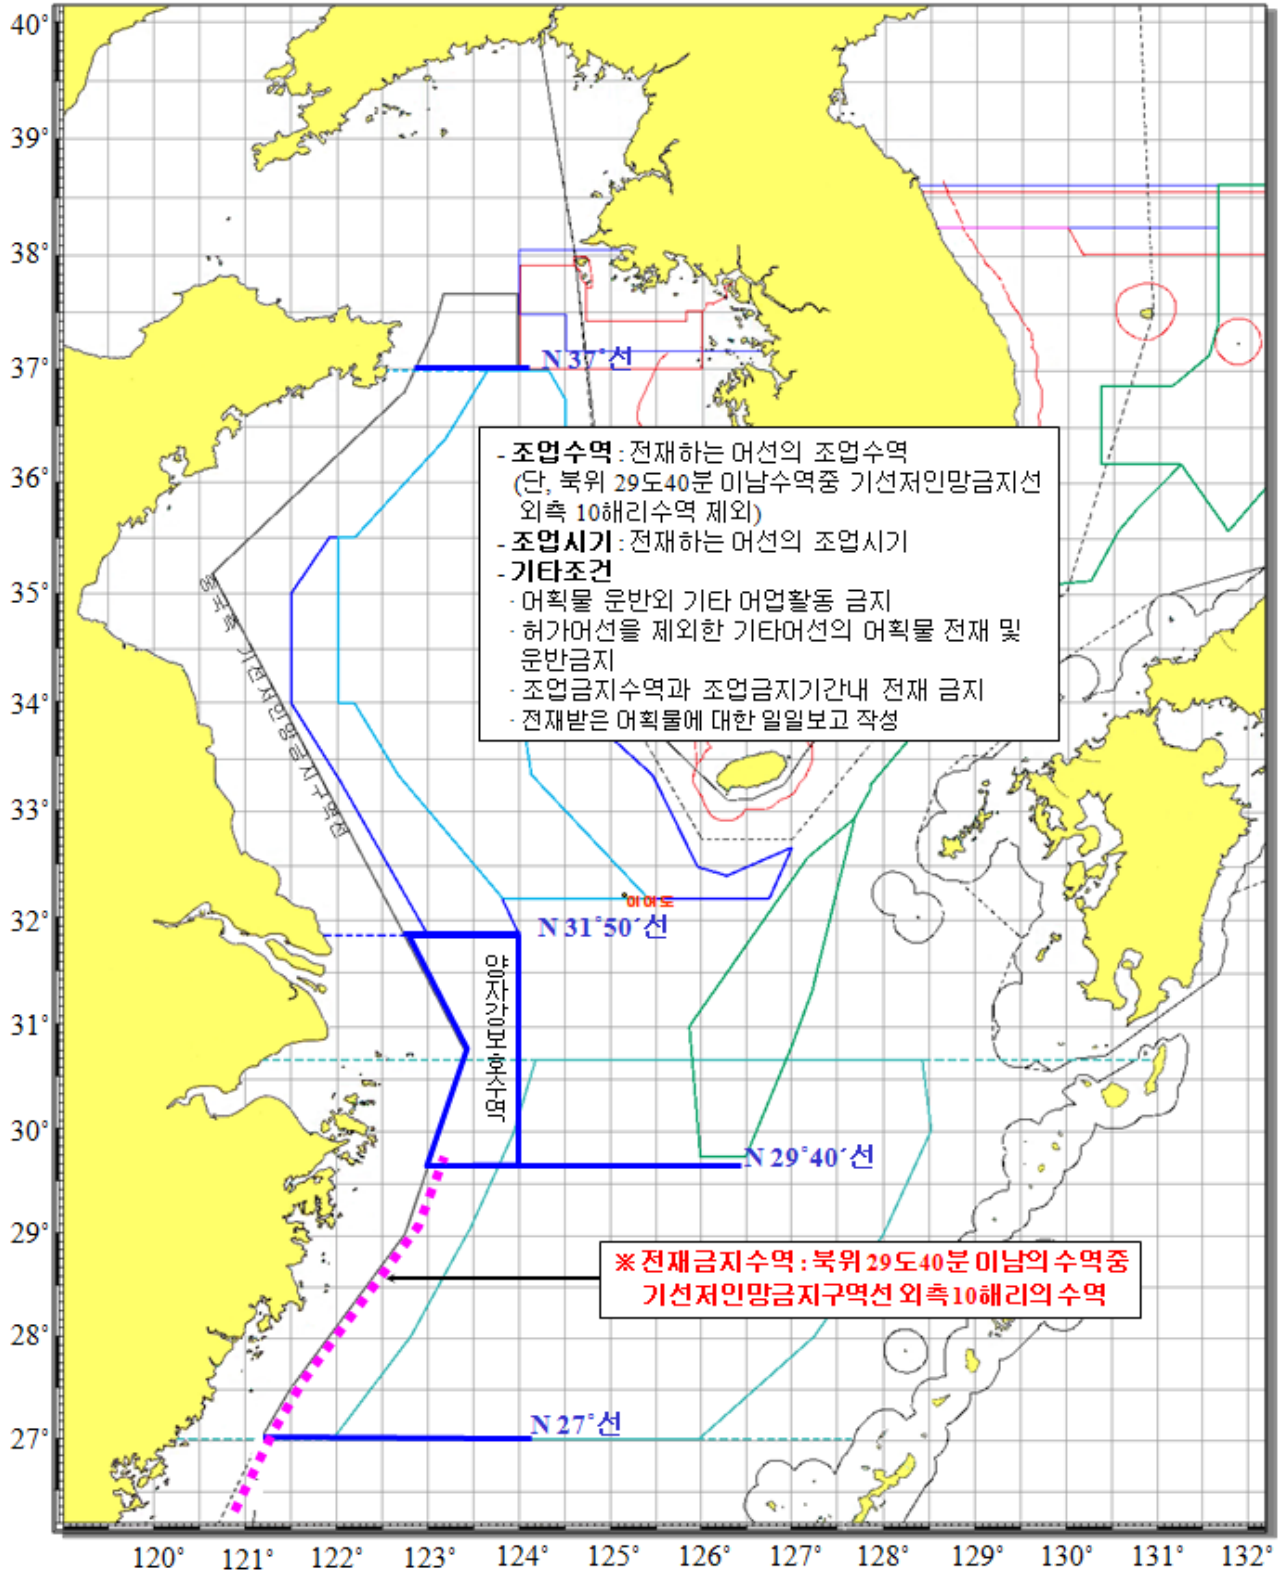 40°
39°
38°
37°
36°
35°
34°
33°
32°
31°
30°
29°
28°
27°
N 37°선
- 조업수역 : 전재하는 어선의 조업수역
(단, 북위 29도40분 이남수역중 기선저인망금지선
외측 10해리수역 제외)
- 조업시기 : 전재하는 어선의 조업시기
- 기타조건
· 어획물 운반외 기타 어업활동 금지
· 허가어선을 제외한 기타어선의 어획물 전재 및
운반금지
· 조업금지수역과 조업금지기간내 전재 금지
· 전재받은 어획물에 대한 일일보고 작성
중국측 기선저인망금지구역선
이어도
N 31°50′선
양자강보호수역
N 29°40′선
※ 전재금지수역 : 북위 29도40분 이남의 수역중
기선저인망금지구역선 외측10해리의 수역
N 27°선
120° 121° 122° 123° 124° 125° 126° 127° 128° 129° 130° 131° 132°